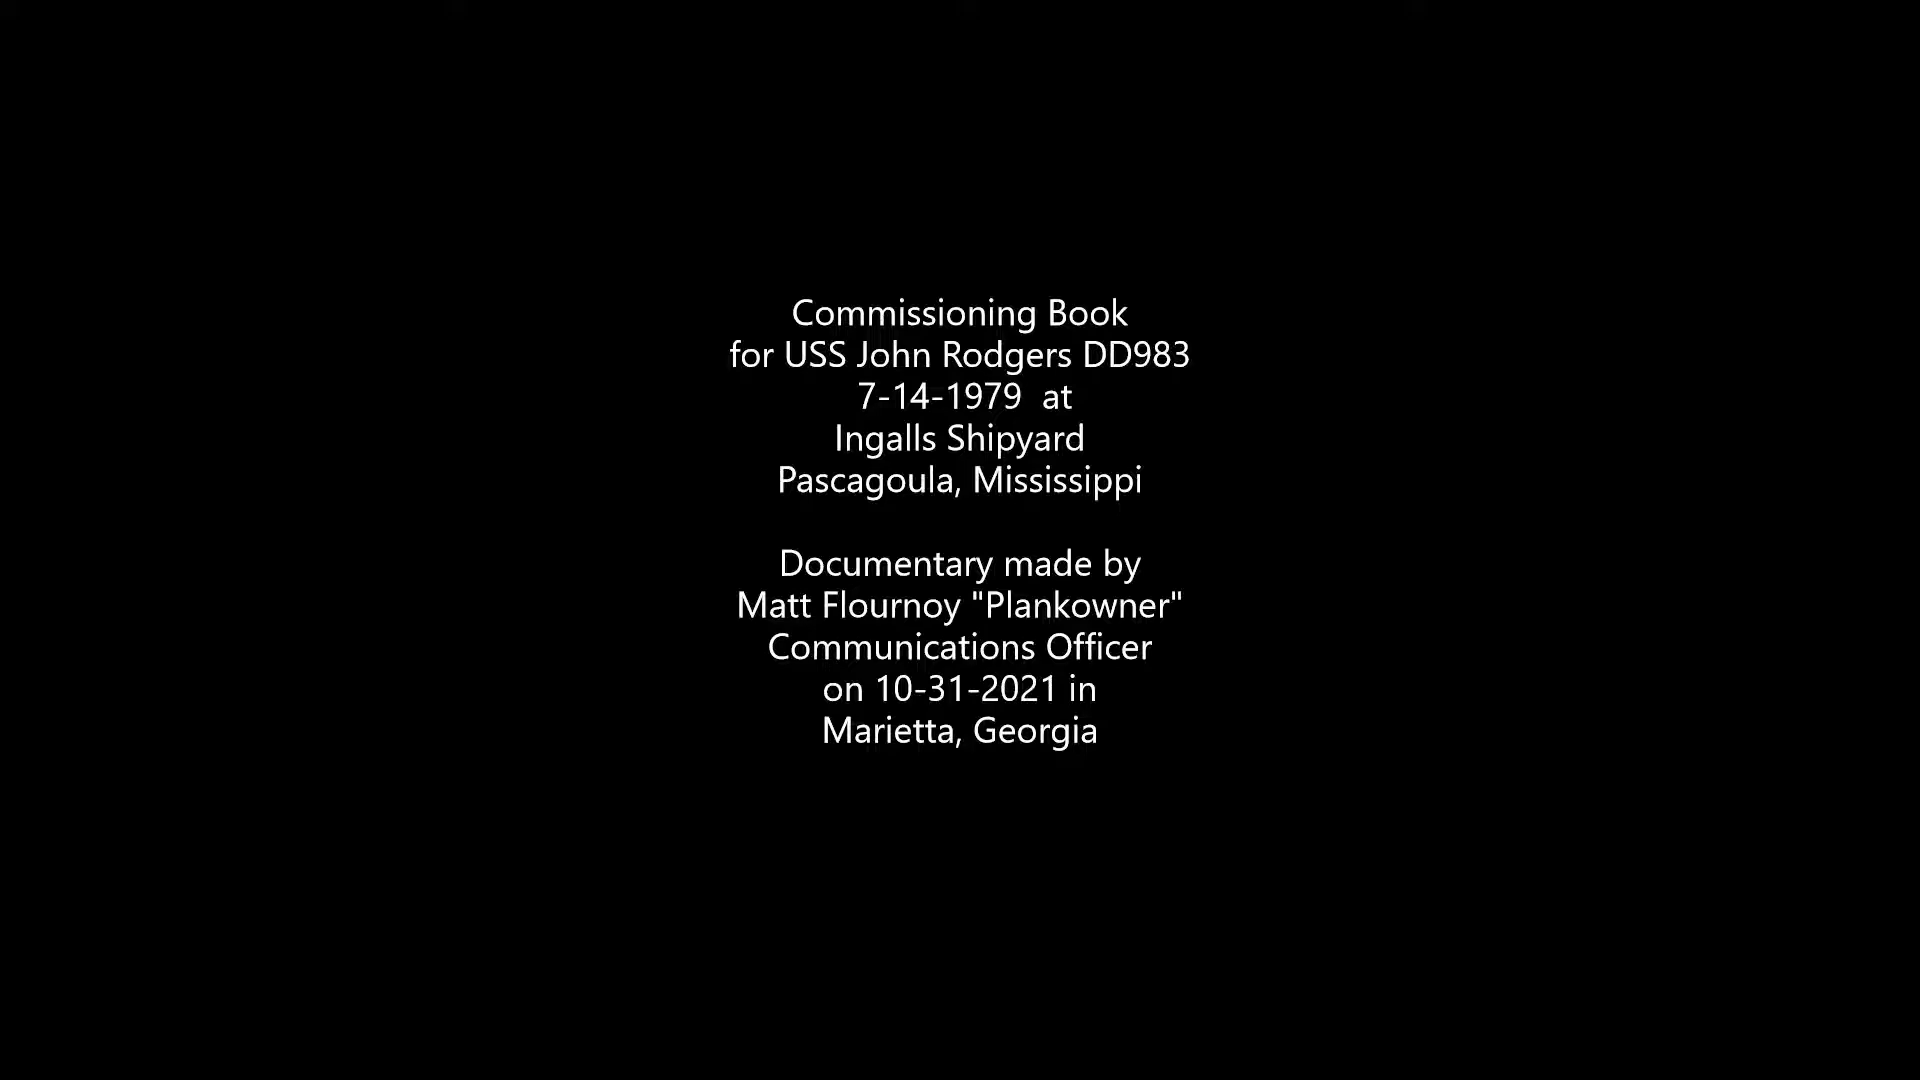 Commissioning Book
for USS John Rodgers DD983
7-14-1979  at
Ingalls Shipyard
Pascagoula, Mississippi
Documentary made by
Matt Flournoy "Plankowner"
Communications Officer
on 10-31-2021 in
Marietta, Georgia